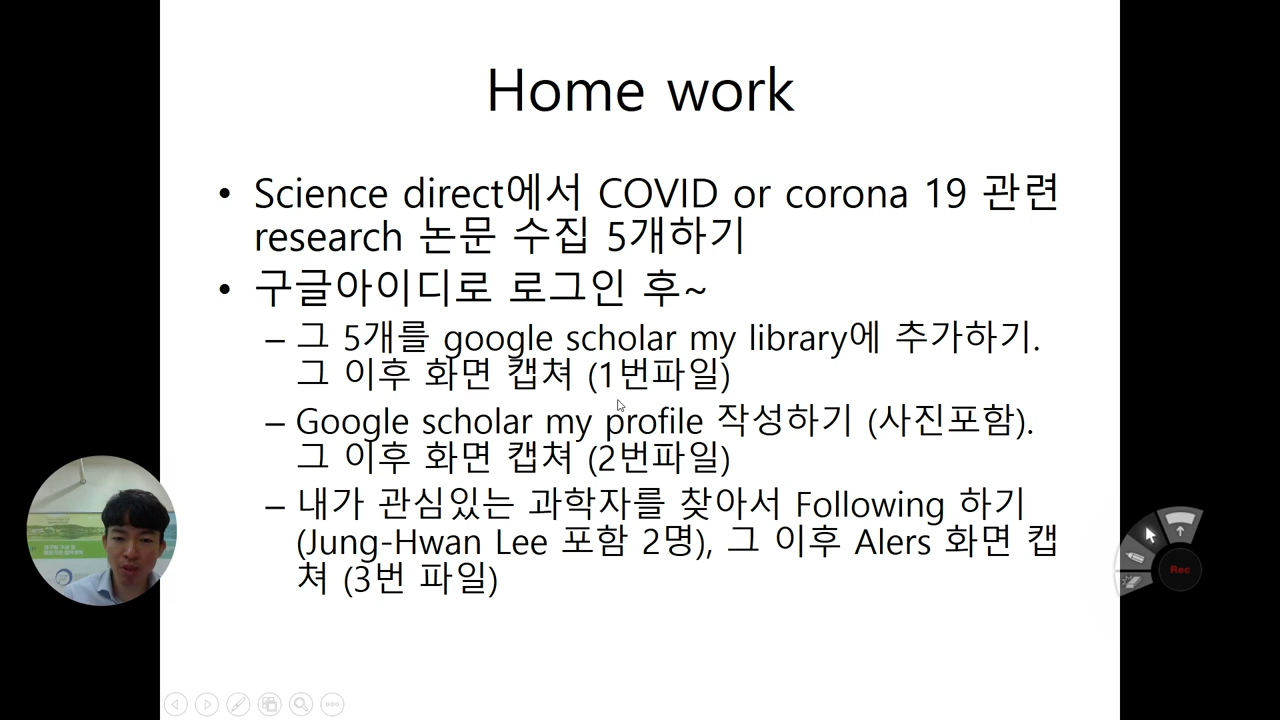 Home work
• Science direct에서 COVID or corona 19 관련
research 논문 수집 5개하기
• 구글아이디로 로그인 후~
– 그 5개를 google scholar my library에 추가하기.
그 이후 화면 캡쳐 (1번파일)
– Google scholar my profile 작성하기 (사진포함).
그 이후 화면 캡쳐 (2번파일)
– 내가 관심있는 과학자를 찾아서 Following 하기
(Jung-Hwan Lee 포함 2명), 그 이후 Alers 화면 캡
쳐 (3번 파일)
Rec